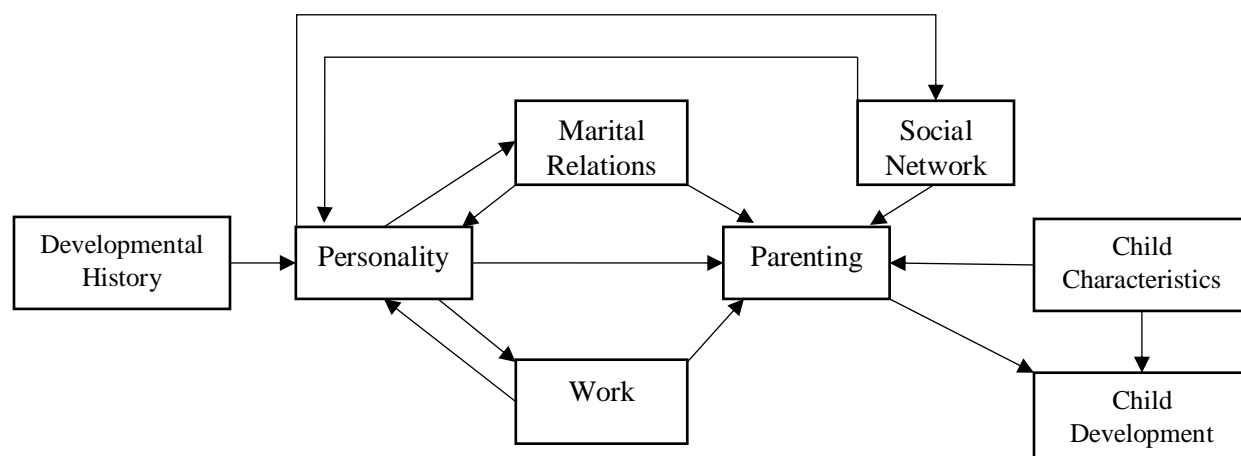 Marital
Relations
Social
Network
Developmental
History
Personality
Parenting
Child
Characteristics
Work
Child
Development